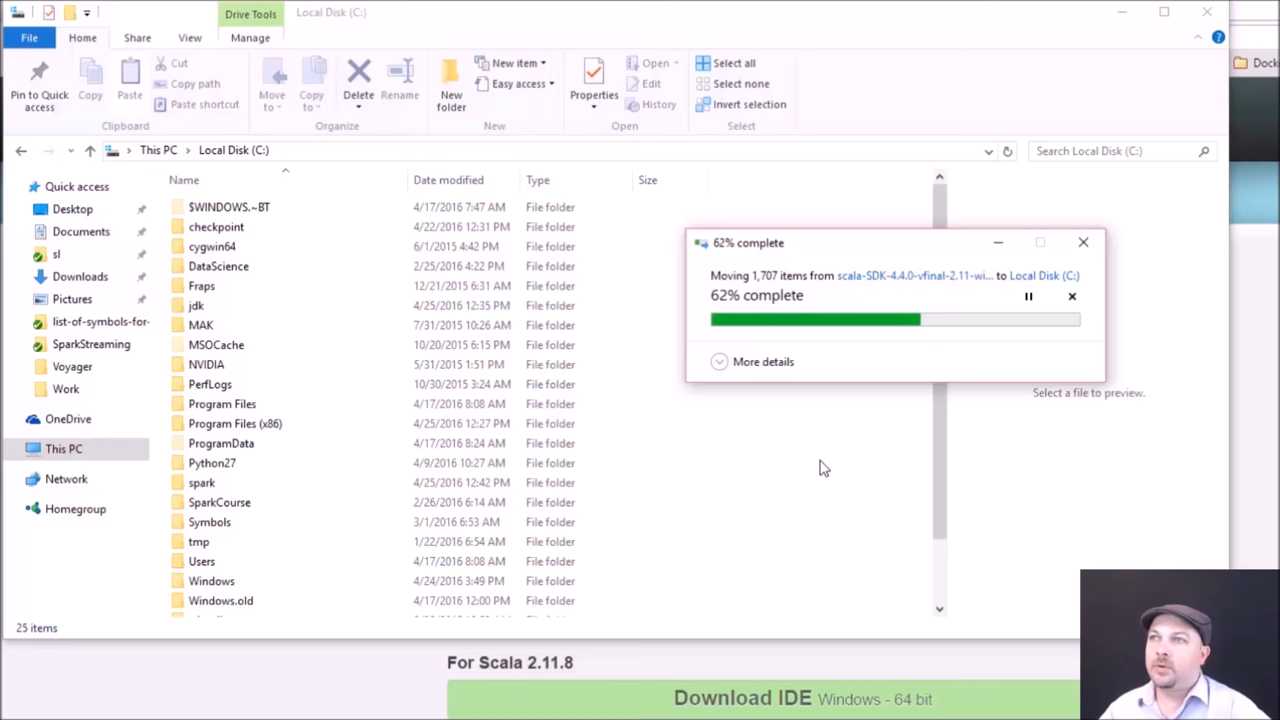 Drive Tools
Local Disk (C:)
File
Home
Share
View
Manage
Pin to Quick access
Copy
Paste
Cut
Copy path
Paste shortcut
Clipboard
Move to
Copy to
Delete
Rename
Organize
New folder
New item
Easy access
New
Properties
Open
Edit
History
Open
Select all
Select none
Invert selection
Select
Dock
This PC > Local Disk (C:)
Search Local Disk (C:)
Quick access
Desktop
Documents
sl
Downloads
Pictures
list-of-symbols-for-
SparkStreaming
Voyager
Work
OneDrive
This PC
Network
Homegroup
Name Date modified Type Size
$WINDOWS.~BT 4/17/2016 7:47 AM File folder
checkpoint 4/22/2016 12:31 PM File folder
cygwin64 6/1/2015 4:42 PM File folder
DataScience 2/25/2016 4:22 PM File folder
Fraps 12/21/2015 6:31 AM File folder
jdk 4/25/2016 12:35 PM File folder
MAK 7/31/2015 10:26 AM File folder
MSOCache 10/20/2015 6:15 PM File folder
NVIDIA 5/31/2015 1:51 PM File folder
PerfLogs 10/30/2015 3:24 AM File folder
Program Files 4/17/2016 8:08 AM File folder
Program Files (x86) 4/25/2016 12:27 PM File folder
ProgramData 4/17/2016 8:24 AM File folder
Python27 4/9/2016 10:27 AM File folder
spark 4/25/2016 12:42 PM File folder
SparkCourse 2/26/2016 6:14 AM File folder
Symbols 3/1/2016 6:53 AM File folder
tmp 1/22/2016 6:54 AM File folder
Users 4/17/2016 8:08 AM File folder
Windows 4/24/2016 3:49 PM File folder
Windows.old 4/17/2016 12:00 PM File folder
62% complete
Moving 1,707 items from scala-SDK-4.4.0-vfinal-2.11-wi... to Local Disk (C:)
62% complete
More details
Select a file to preview.
25 items
For Scala 2.11.8
Download IDE Windows - 64 bit